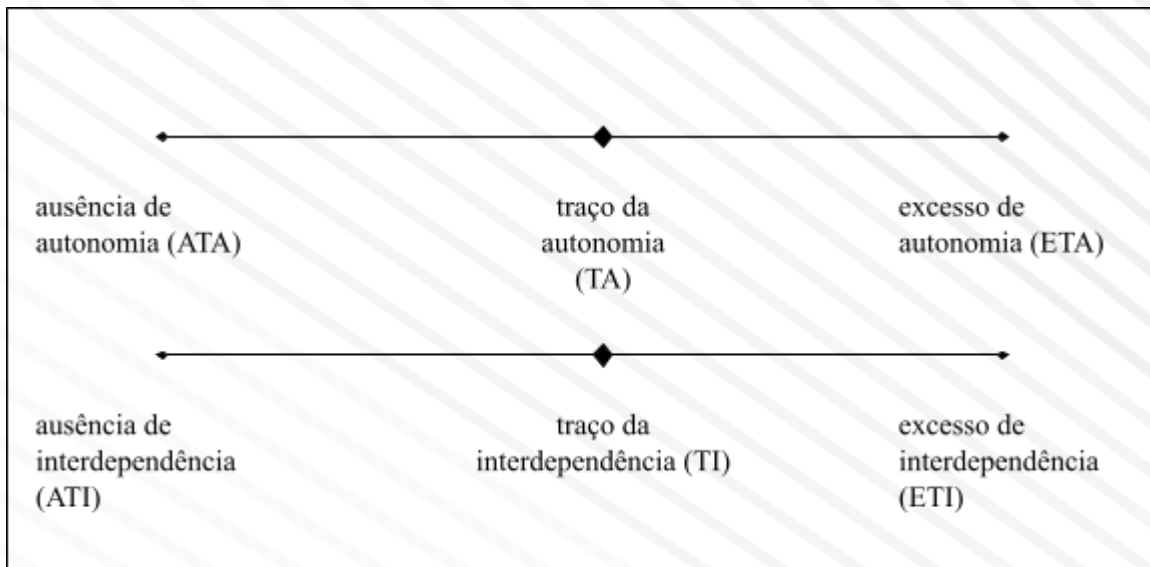 ausência de
autonomia (ATA)
traço da
autonomia
(TA)
excesso de
autonomia (ETA)
ausência de
interdependência
(ATI)
traço da
interdependência (TI)
excesso de
interdependência
(ETI)